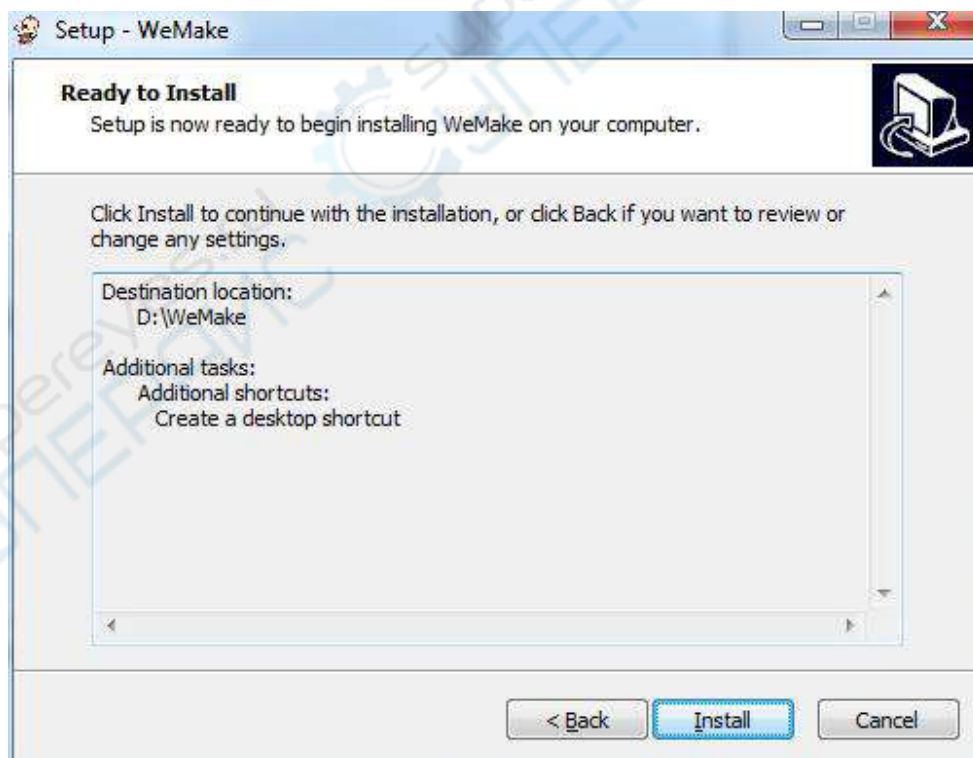 Setup - WeMake
Ready to Install
Setup is now ready to begin installing WeMake on your computer.
Click Install to continue with the installation, or click Back if you want to review or
change any settings.
Destination location:
D:\WeMake
Additional tasks:
Additional shortcuts:
Create a desktop shortcut
< Back
Install
Cancel